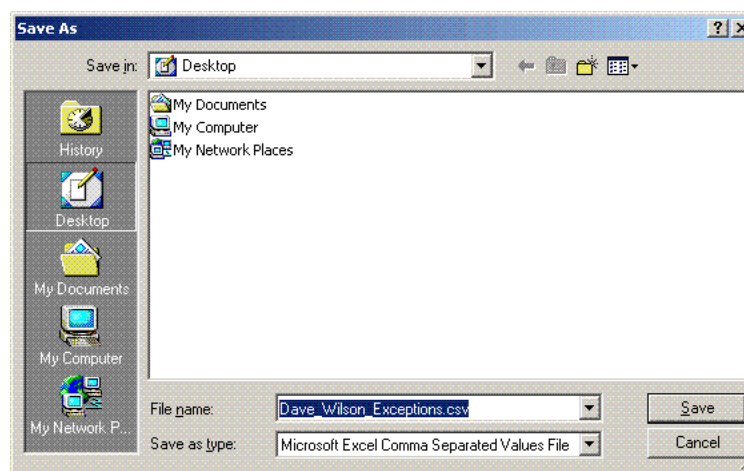 Save As
Save in: Desktop
History
Desktop
My Documents
My Computer
My Network P...
My Documents
My Computer
My Network Places
File name: Dave_Wilson_Exceptions.csv Save
Save as type: Microsoft Excel Comma Separated Values File Cancel